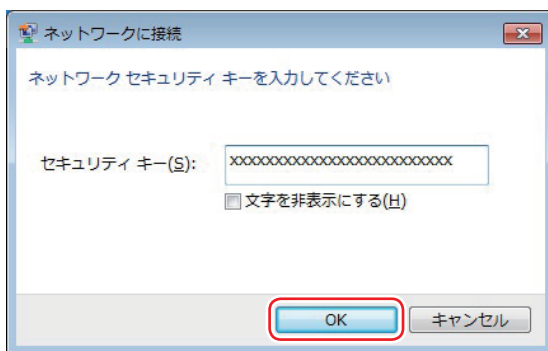 ネットワークに接続
ネットワーク セキュリティ キーを入力してください
セキュリティ キー(S):
xxxxxxxxxxxxxxxxxxxxxxxxxx
文字を非表示にする(H)
OK
キャンセル